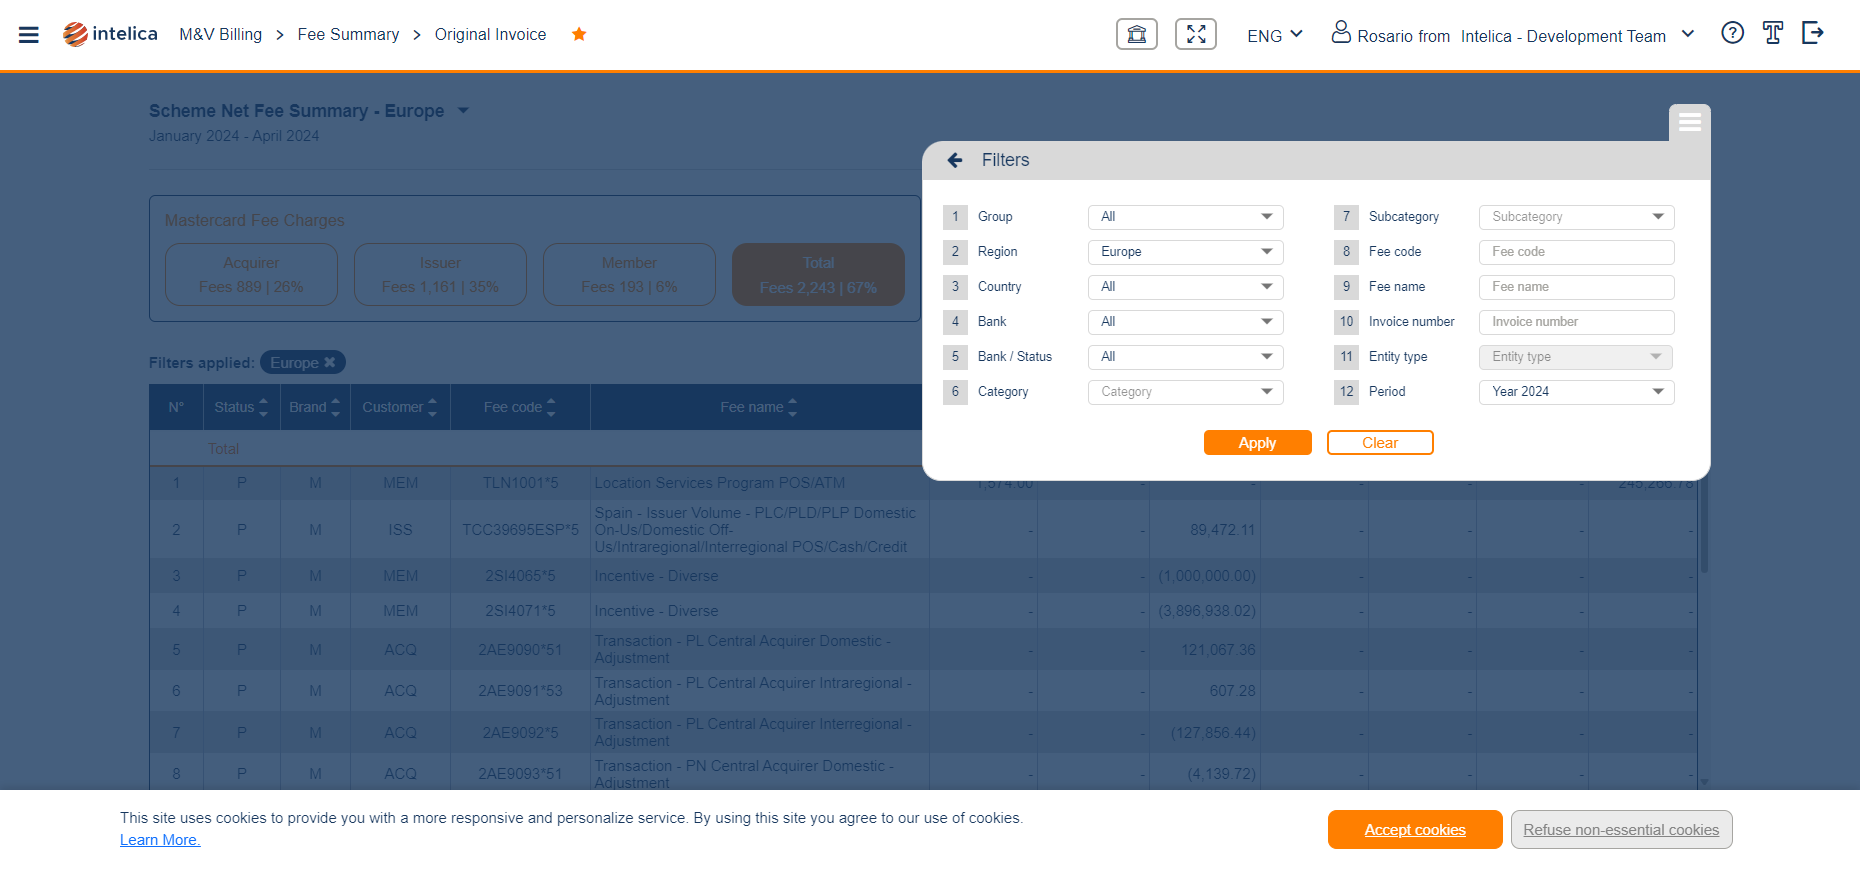 intelica M&V Billing > Fee Summary > Original Invoice ENG Rosario from Intelica - Development Team
Scheme Net Fee Summary - Europe
January 2024 - April 2024
Mastercard Fee Charges
Acquirer Issuer Member Total
Fees 889 | 26% Fees 1,161 | 35% Fees 193 | 6% Fees 2,243 | 67%
Filters applied: Europe ✖
Filters
1 Group All 7 Subcategory Subcategory
2 Region Europe 8 Fee code Fee code
3 Country All 9 Fee name Fee name
4 Bank All 10 Invoice number Invoice number
5 Bank / Status All 11 Entity type Entity type
6 Category Category 12 Period Year 2024
Apply Clear
N° Status Brand Customer Fee code Fee name
Total
1 P M MEM TLN1001*5 Location Services Program POS/ATM 1,574.00 - - - - - 245,266.78
2 P M ISS TCC39695ESP*5 Spain - Issuer Volume - PLC/PLD/PLP Domestic
On-Us/Domestic Off-
Us/Intraregional/Interregional POS/Cash/Credit - - 89,472.11 - - - -
3 P M MEM 2SI4065*5 Incentive - Diverse - - (1,000,000.00) - - - -
4 P M MEM 2SI4071*5 Incentive - Diverse - - (3,896,938.02) - - - -
5 P M ACQ 2AE9090*51 Transaction - PL Central Acquirer Domestic -
Adjustment - - 121,067.36 - - - -
6 P M ACQ 2AE9091*53 Transaction - PL Central Acquirer Intraregional -
Adjustment - - 607.28 - - - -
7 P M ACQ 2AE9092*5 Transaction - PL Central Acquirer Interregional -
Adjustment - - (127,856.44) - - - -
8 P M ACQ 2AE9093*51 Transaction - PN Central Acquirer Domestic -
Adjustment - - (4,139.72) - - - -
This site uses cookies to provide you with a more responsive and personalize service. By using this site you agree to our use of cookies.
Learn More.
Accept cookies Refuse non-essential cookies